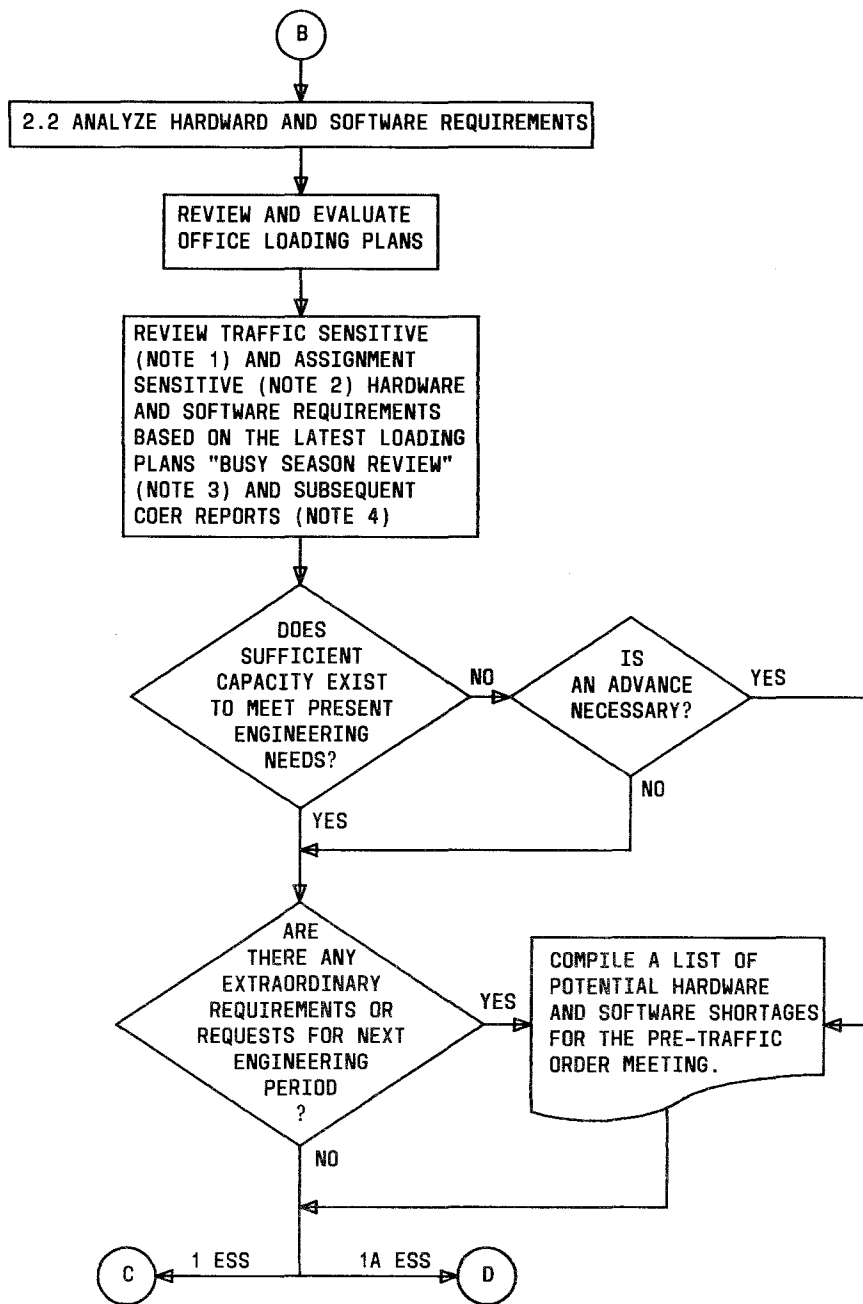 B
2.2 ANALYZE HARDWARD AND SOFTWARE REQUIREMENTS
REVIEW AND EVALUATE
OFFICE LOADING PLANS
REVIEW TRAFFIC SENSITIVE
(NOTE 1) AND ASSIGNMENT
SENSITIVE (NOTE 2) HARDWARE
AND SOFTWARE REQUIREMENTS
BASED ON THE LATEST LOADING
PLANS "BUSY SEASON REVIEW"
(NOTE 3) AND SUBSEQUENT
COER REPORTS (NOTE 4)
DOES
SUFFICIENT
CAPACITY EXIST
TO MEET PRESENT
ENGINEERING
NEEDS?
NO
IS
AN ADVANCE
NECESSARY?
YES
NO
YES
ARE
THERE ANY
EXTRAORDINARY
REQUIREMENTS OR
REQUESTS FOR NEXT
ENGINEERING
PERIOD
?
YES
COMPILE A LIST OF
POTENTIAL HARDWARE
AND SOFTWARE SHORTAGES
FOR THE PRE-TRAFFIC
ORDER MEETING.
NO
C
1 ESS
1A ESS
D